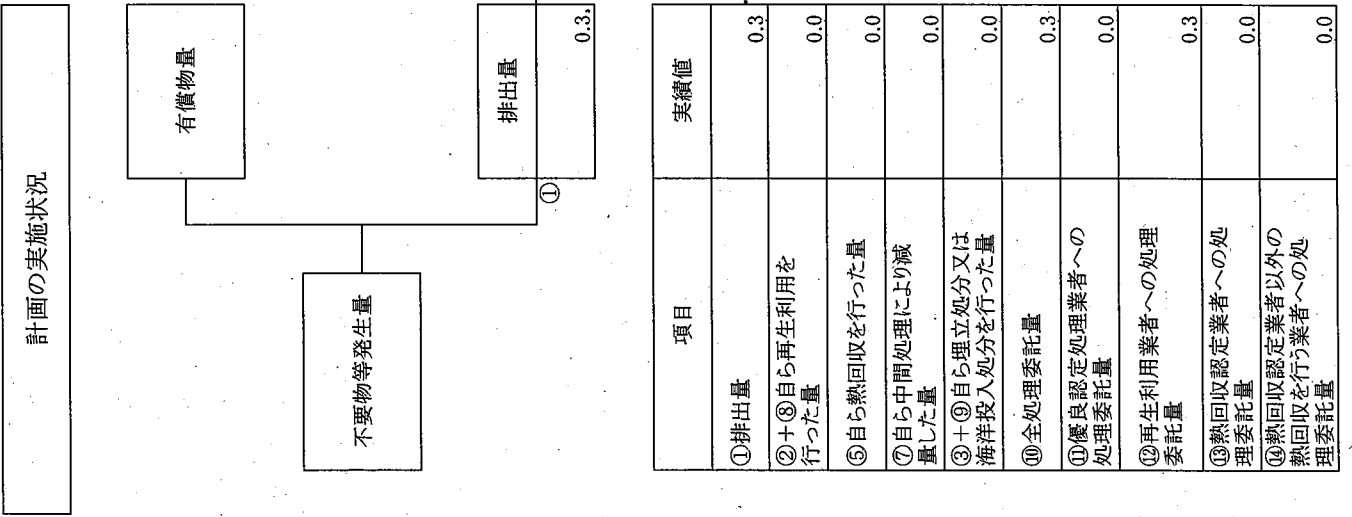 計画の実施状況
不要物等発生量
有償物量
①
排出量
0.3
項目
実績値
①排出量
0.3
②+⑧自ら再生利用を
行った量
0.0
⑤自ら熱回収を行った量
0.0
⑦自ら中間処理により減
量した量
0.0
③+⑨自ら埋立処分又は
海洋投入処分を行った量
0.0
⑩全処理委託量
0.3
⑪優良認定処理業者への
処理委託量
0.0
⑫再生利用業者への処理
委託量
0.3
⑬熱回収認定業者への処
理委託量
0.0
⑭熱回収認定業者以外の
熱回収を行う業者への処
理委託量
0.0